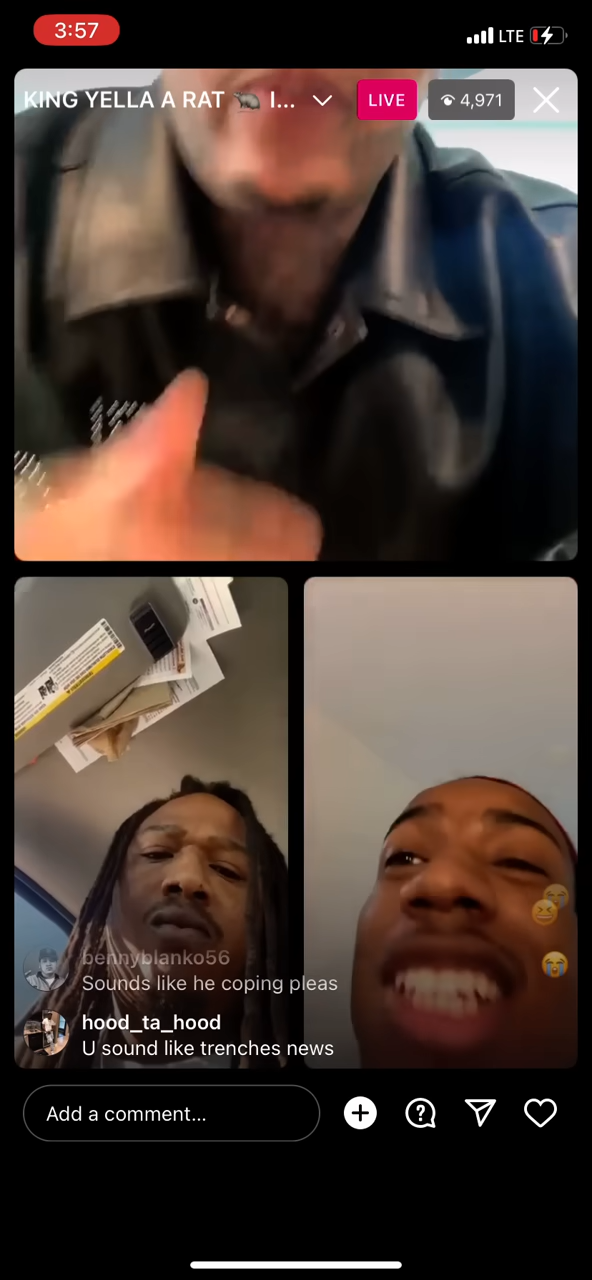 3:57
LTE
KING YELLA A RAT 🐀 I...
LIVE
4,971
bennyblanko56
Sounds like he coping pleas
hood_ta_hood
U sound like trenches news
Add a comment...